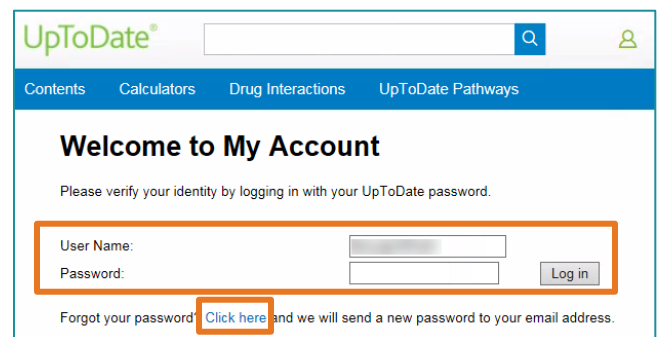 UpToDate®
Contents Calculators Drug Interactions UpToDate Pathways
Welcome to My Account
Please verify your identity by logging in with your UpToDate password.
User Name:
Password: Log in
Forgot your password? Click here and we will send a new password to your email address.